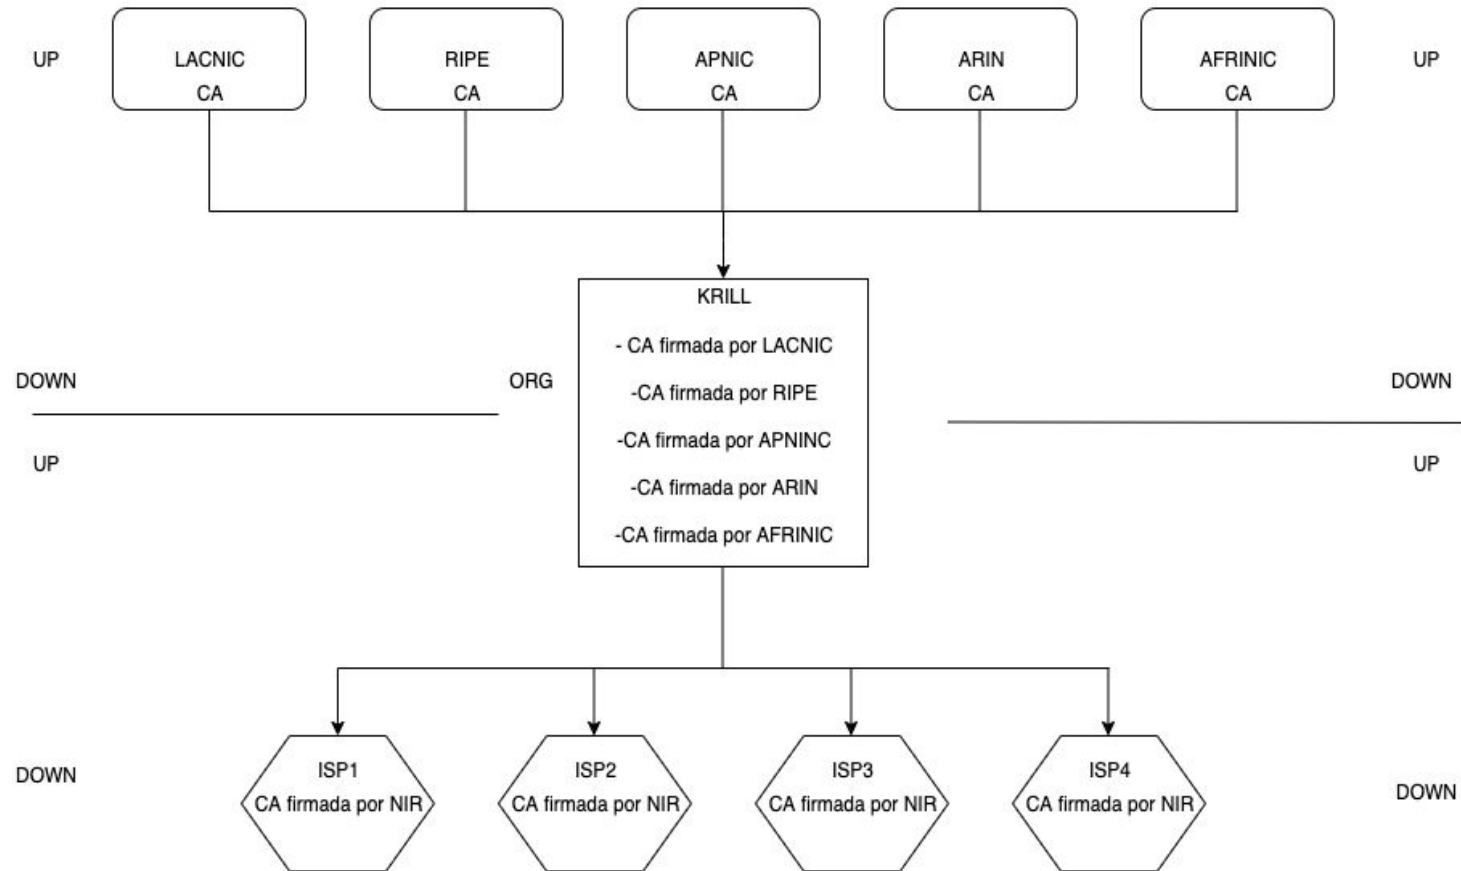 UP
LACNIC
CA
RIPE
CA
APNIC
CA
ARIN
CA
AFRINIC
CA
UP
KRILL
- CA firmada por LACNIC
-CA firmada por RIPE
-CA firmada por APNINC
-CA firmada por ARIN
-CA firmada por AFRINIC
DOWN
ORG
DOWN
UP
UP
DOWN
ISP1
CA firmada por NIR
ISP2
CA firmada por NIR
ISP3
CA firmada por NIR
ISP4
CA firmada por NIR
DOWN